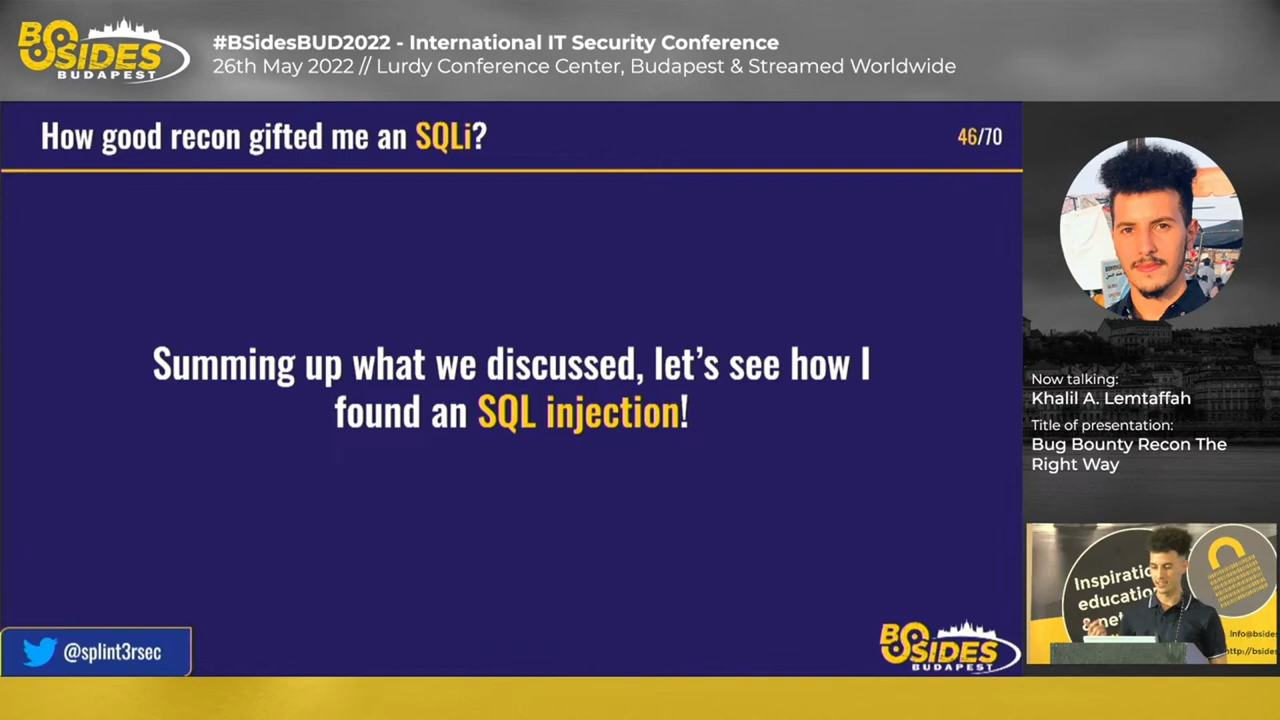 BSIDES
BUDAPEST
#BSidesBUD2022 - International IT Security Conference
26th May 2022 // Lurdy Conference Center, Budapest & Streamed Worldwide
How good recon gifted me an SQLi?
46/70
Summing up what we discussed, let's see how I
found an SQL injection!
@splint3rsec
BSIDES
BUDAPEST
Now talking:
Khalil A. Lemtaffah
Title of presentation:
Bug Bounty Recon The
Right Way